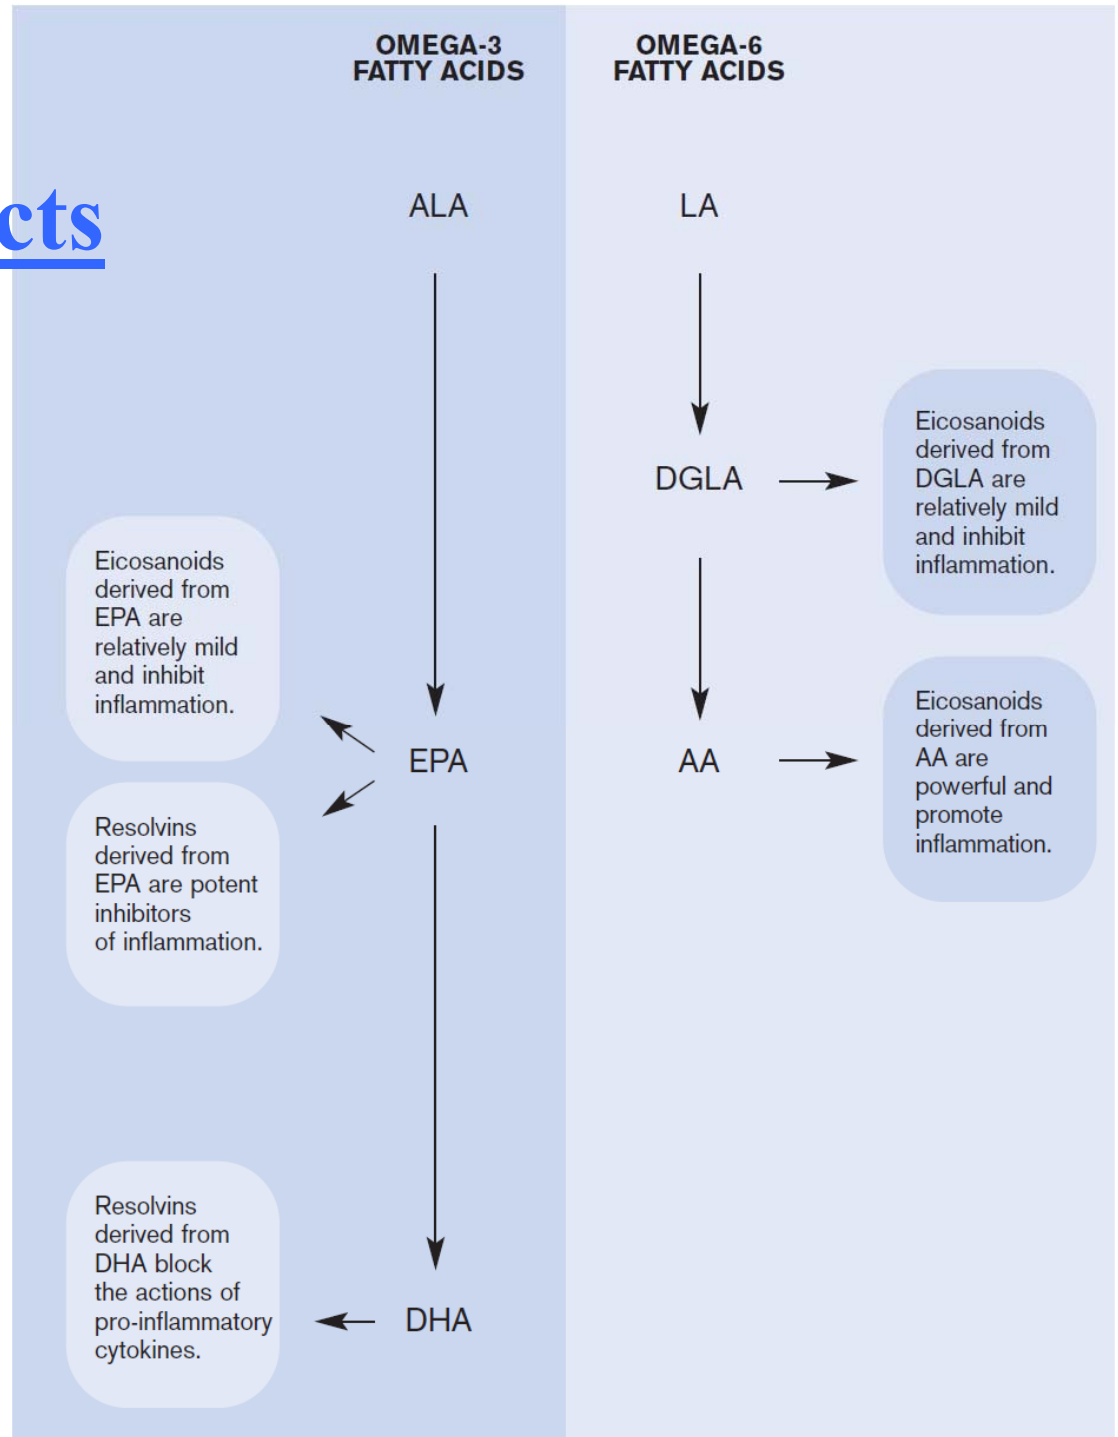 OMEGA-3
FATTY ACIDS
OMEGA-6
FATTY ACIDS
cts
ALA
LA
DGLA
Eicosanoids
derived from
DGLA are
relatively mild
and inhibit
inflammation.
Eicosanoids
derived from
EPA are
relatively mild
and inhibit
inflammation.
EPA
AA
Eicosanoids
derived from
AA are
powerful and
promote
inflammation.
Resolvins
derived from
EPA are potent
inhibitors
of inflammation.
Resolvins
derived from
DHA block
the actions of
pro-inflammatory
cytokines.
DHA